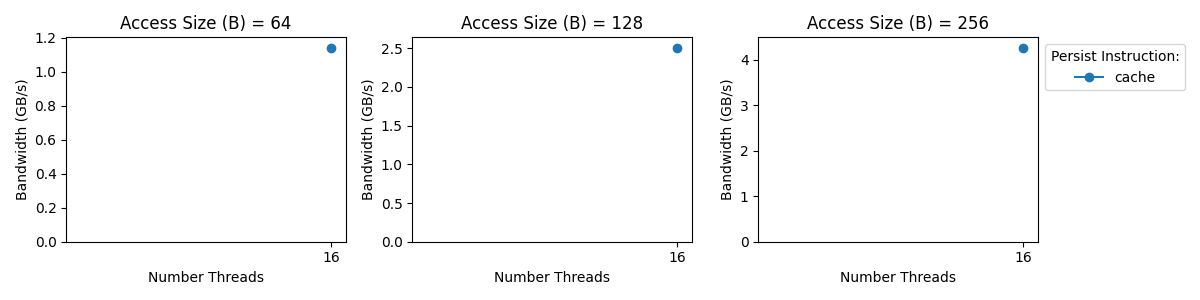 Access Size (B) = 64
Bandwidth (GB/s)
1.2
1.0
0.8
0.6
0.4
0.2
0.0
16
Number Threads
Access Size (B) = 128
Bandwidth (GB/s)
2.5
2.0
1.5
1.0
0.5
0.0
16
Number Threads
Access Size (B) = 256
Bandwidth (GB/s)
4
3
2
1
0
16
Number Threads
Persist Instruction:
cache